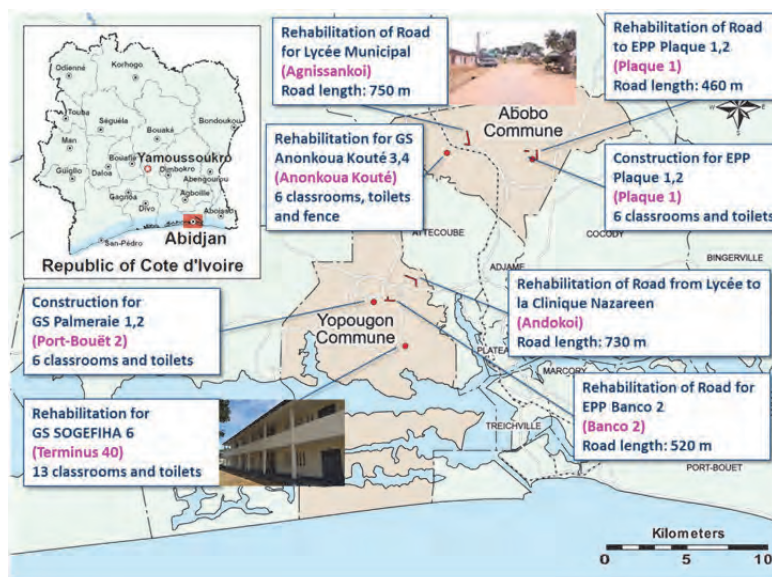 Rehabilitation of Road
for Lycée Municipal
(Agnissankoi)
Road length: 750 m
Rehabilitation of Road
to EPP Plaque 1,2
(Plaque 1)
Road length: 460 m
Odienné
Korhogo
Touba
Séguéla
Bondoukou
Bouaké
Man
Yamoussoukro
Bouaflé
Daloa
Dimbokro
Guiglo
Abengourou
Gagnoa
Agboille
Divo
Aboisso
San-Pédro
Abidjan
Republic of Cote d'Ivoire
Abobo
Commune
Rehabilitation for GS
Anonkoua Kouté 3,4
(Anonkoua Kouté)
6 classrooms, toilets
and fence
Construction for EPP
Plaque 1,2
(Plaque 1)
6 classrooms and toilets
ATTECOUBE
COCODY
ADJAME
BINGERVILLE
Construction for
GS Palmeraie 1,2
(Port-Bouët 2)
6 classrooms and toilets
Yopougon
Commune
Rehabilitation of Road from Lycée to
la Clinique Nazareen
(Andokoi)
Road length: 730 m
PLATEA
MARCORY
Rehabilitation for
GS SOGEFIHA 6
(Terminus 40)
13 classrooms and toilets
TREICHVILLE
Rehabilitation of Road for
EPP Banco 2
(Banco 2)
Road length: 520 m
PORT-BOUET
Kilometers
0 5 10